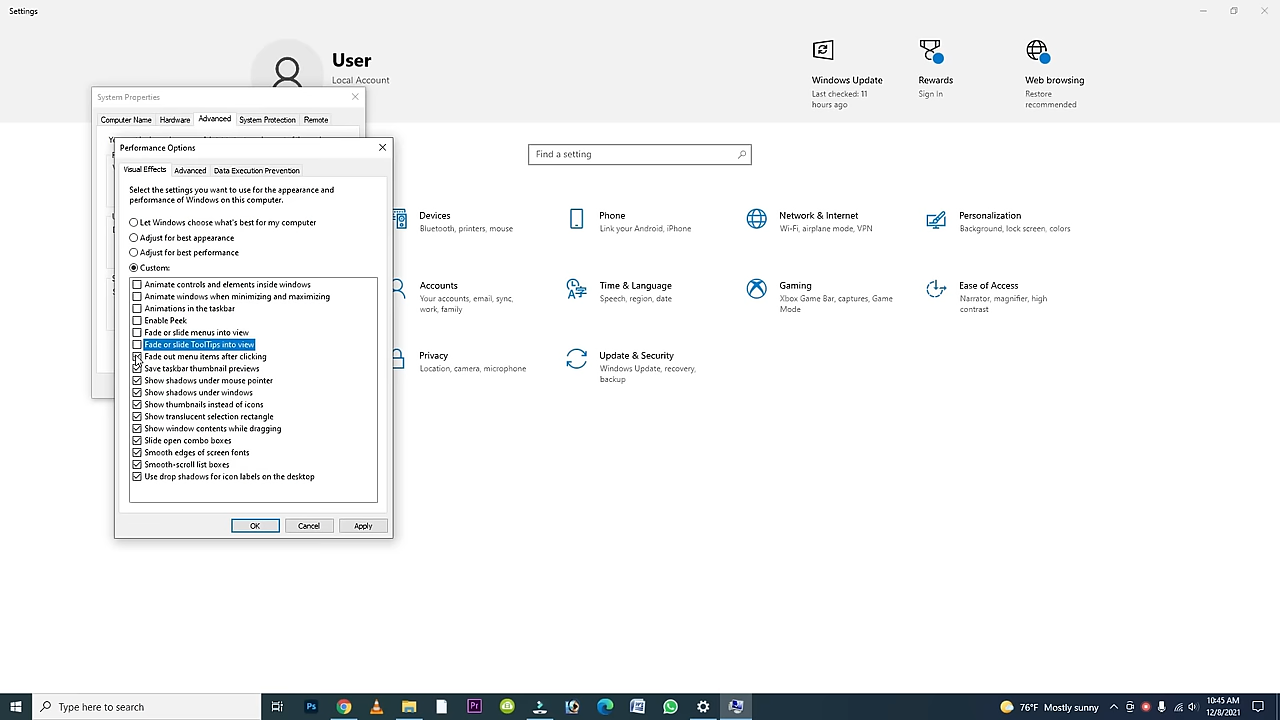 Settings
User
Local Account
Windows Update
Last checked: 11
hours ago
Rewards
Sign In
Web browsing
Restore
recommended
System Properties
Computer Name
Hardware
Advanced
System Protection
Remote
Performance Options
Visual Effects
Advanced
Data Execution Prevention
Select the settings you want to use for the appearance and
performance of Windows on this computer.
Let Windows choose what's best for my computer
Adjust for best appearance
Adjust for best performance
Custom:
Animate controls and elements inside windows
Animate windows when minimizing and maximizing
Animations in the taskbar
Enable Peek
Fade or slide menus into view
Fade or slide ToolTips into view
Fade out menu items after clicking
Save taskbar thumbnail previews
Show shadows under mouse pointer
Show shadows under windows
Show thumbnails instead of icons
Show translucent selection rectangle
Show window contents while dragging
Slide open combo boxes
Smooth edges of screen fonts
Smooth-scroll list boxes
Use drop shadows for icon labels on the desktop
OK
Cancel
Apply
Find a setting
Devices
Bluetooth, printers, mouse
Phone
Link your Android, iPhone
Network & Internet
Wi-Fi, airplane mode, VPN
Personalization
Background, lock screen, colors
Accounts
Your accounts, email, sync,
work, family
Time & Language
Speech, region, date
Gaming
Xbox Game Bar, captures, Game
Mode
Ease of Access
Narrator, magnifier, high
contrast
Privacy
Location, camera, microphone
Update & Security
Windows Update, recovery,
backup
Type here to search
Ps
Pr
76°F Mostly sunny
10:45 AM
12/8/2021